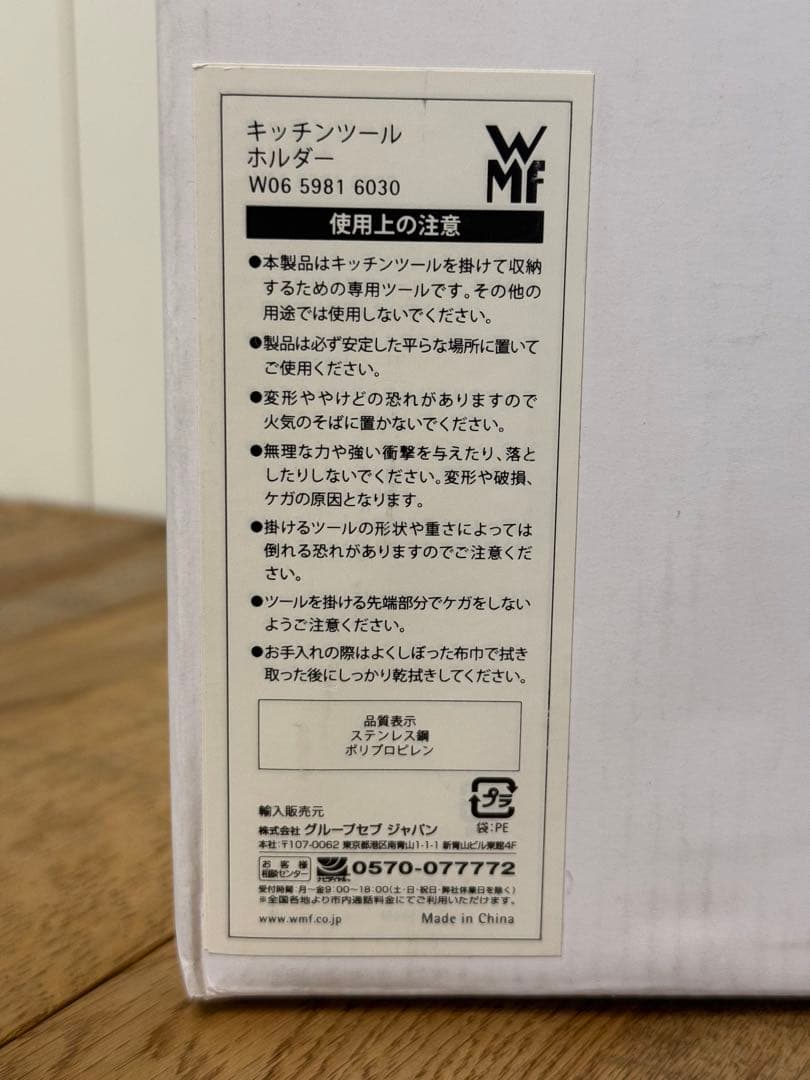 キッチンツール
ホルダー
W06 5981 6030
WMF
使用上の注意
●本製品はキッチンツールを掛けて収納
するための専用ツールです。その他の
用途では使用しないでください。
●製品は必ず安定した平らな場所に置いて
ご使用ください。
●変形ややけどの恐れがありますので
火気のそばに置かないでください。
●無理な力や強い衝撃を与えたり、落と
したりしないでください。変形や破損、
ケガの原因となります。
●掛けるツールの形状や重さによっては
倒れる恐れがありますのでご注意くだ
さい。
●ツールを掛ける先端部分でケガをしない
ようご注意ください。
●お手入れの際はよくしぼった布巾で拭き
取った後にしっかり乾拭きしてください。
品質表示
ステンレス鋼
ポリプロピレン
プラ
袋:PE
輸入販売元
株式会社 グループセブ ジャパン
本社:〒107-0062 東京都港区南青山1-1-1 新青山ビル東館4F
お客様
相談センター
ナビダイヤル
0570-077772
受付時間:月〜金9:00〜18:00(土・日・祝日・弊社休業日を除く)
※全国各地より市内通話料金にてご利用いただけます。
www.wmf.co.jp
Made in China